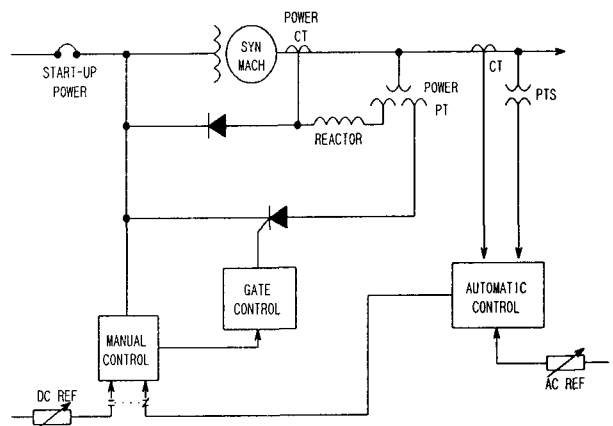 POWER
CT
SYN
MACH
START-UP
POWER
CT
POWER
PT
PTS
REACTOR
GATE
CONTROL
AUTOMATIC
CONTROL
MANUAL
CONTROL
DC REF
AC REF